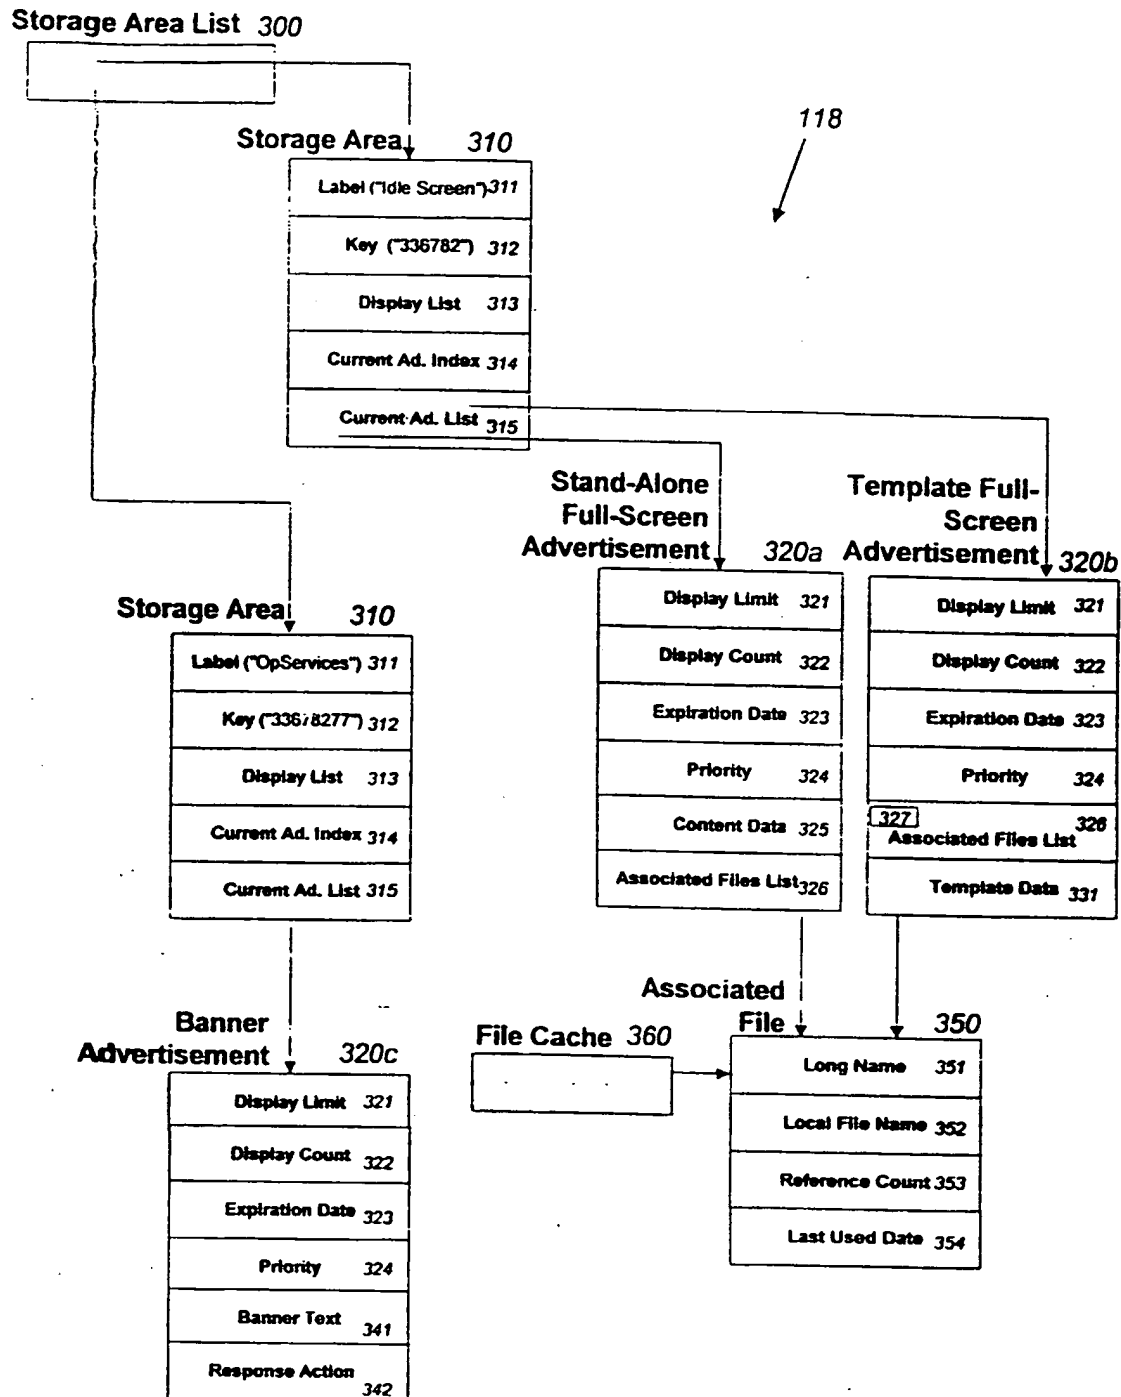 Storage Area List 300
118
Storage Area 310
Label ("Idle Screen") 311
Key ("336782") 312
Display List 313
Current Ad. Index 314
Current Ad. List 315
Stand-Alone
Full-Screen
Advertisement 320a
Template Full-
Screen
Advertisement 320b
Display Limit 321
Display Count 322
Expiration Date 323
Priority 324
Content Data 325
Associated Files List 326
Display Limit 321
Display Count 322
Expiration Date 323
Priority 324
327 326
Associated Files List
Template Data 331
Storage Area 310
Label ("OpServices") 311
Key ("33678277") 312
Display List 313
Current Ad. Index 314
Current Ad. List 315
Banner
Advertisement 320c
Display Limit 321
Display Count 322
Expiration Date 323
Priority 324
Banner Text 341
Response Action
342
File Cache 360
Associated
File 350
Long Name 351
Local File Name 352
Reference Count 353
Last Used Date 354